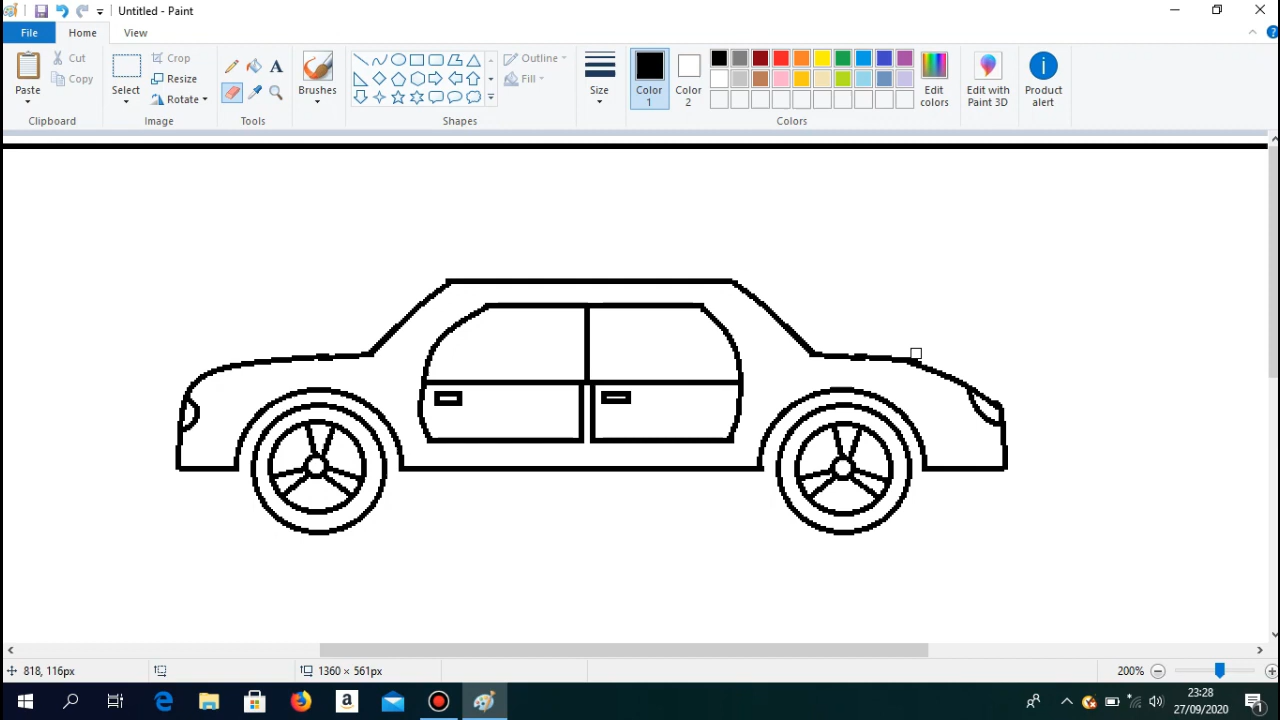 Untitled - Paint
File Home View
Paste
Cut
Copy
Clipboard
Select
Crop
Resize
Rotate
Image
A
Tools
Brushes
Shapes
Outline
Fill
Size
Color 1
Color 2
Edit colors
Colors
Edit with Paint 3D
Product alert
818, 116px
1360 × 561px
200%
23:28
27/09/2020